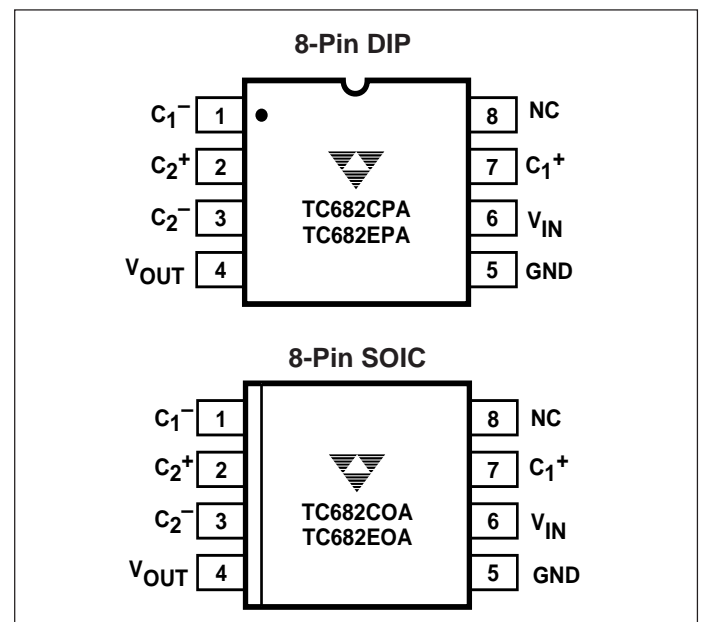 8-Pin DIP
C1– 1 8 NC
C2+ 2 7 C1+
C2– 3 6 VIN
VOUT 4 5 GND
TC682CPA
TC682EPA
8-Pin SOIC
C1– 1 8 NC
C2+ 2 7 C1+
C2– 3 6 VIN
VOUT 4 5 GND
TC682COA
TC682EOA